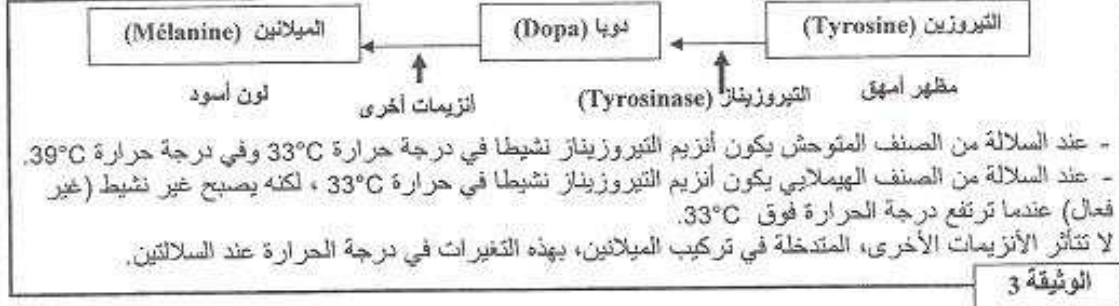 التيروزين (Tyrosine) دوبا (Dopa) الميلانين (Mélanine)
مظهر أمهق التيروزيناز (Tyrosinase) أنزيمات أخرى لون أسود
- عند السلالة من الصنف المتوحش يكون أنزيم التيروزيناز نشيطا في درجة حرارة 33°C وفي درجة حرارة 39°C.
- عند السلالة من الصنف الهيملايي يكون أنزيم التيروزيناز نشيطا في حرارة 33°C ، لكنه يصبح غير نشيط (غير
فعال) عندما ترتفع درجة الحرارة فوق 33°C.
لا تتأثر الأنزيمات الأخرى، المتدخلة في تركيب الميلانين، بهذه التغيرات في درجة الحرارة عند السلالتين.
الوثيقة 3